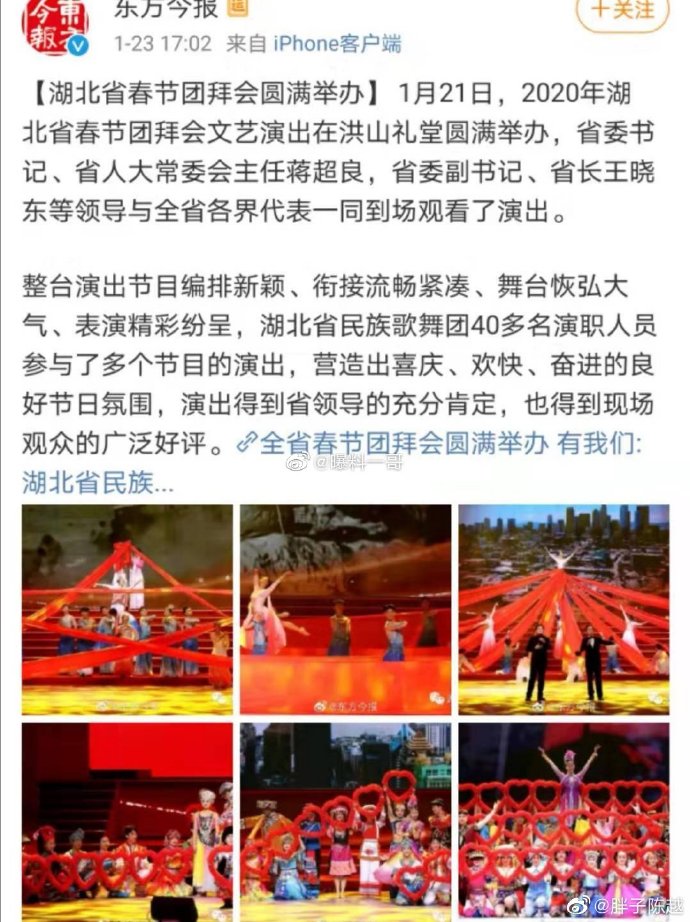 東方今報
东方今报
1-23 17:02 来自 iPhone客户端
+关注
【湖北省春节团拜会圆满举办】 1月21日，2020年湖
北省春节团拜会文艺演出在洪山礼堂圆满举办，省委书
记、省人大常委会主任蒋超良，省委副书记、省长王晓
东等领导与全省各界代表一同到场观看了演出。
整台演出节目编排新颖、衔接流畅紧凑、舞台恢弘大
气、表演精彩纷呈，湖北省民族歌舞团40多名演职人员
参与了多个节目的演出，营造出喜庆、欢快、奋进的良
好节日氛围，演出得到省领导的充分肯定，也得到现场
观众的广泛好评。全省春节团拜会圆满举办 有我们:
@曝料一哥
湖北省民族...
@东方今报
@东方今报
@东方今报
@胖子陈越